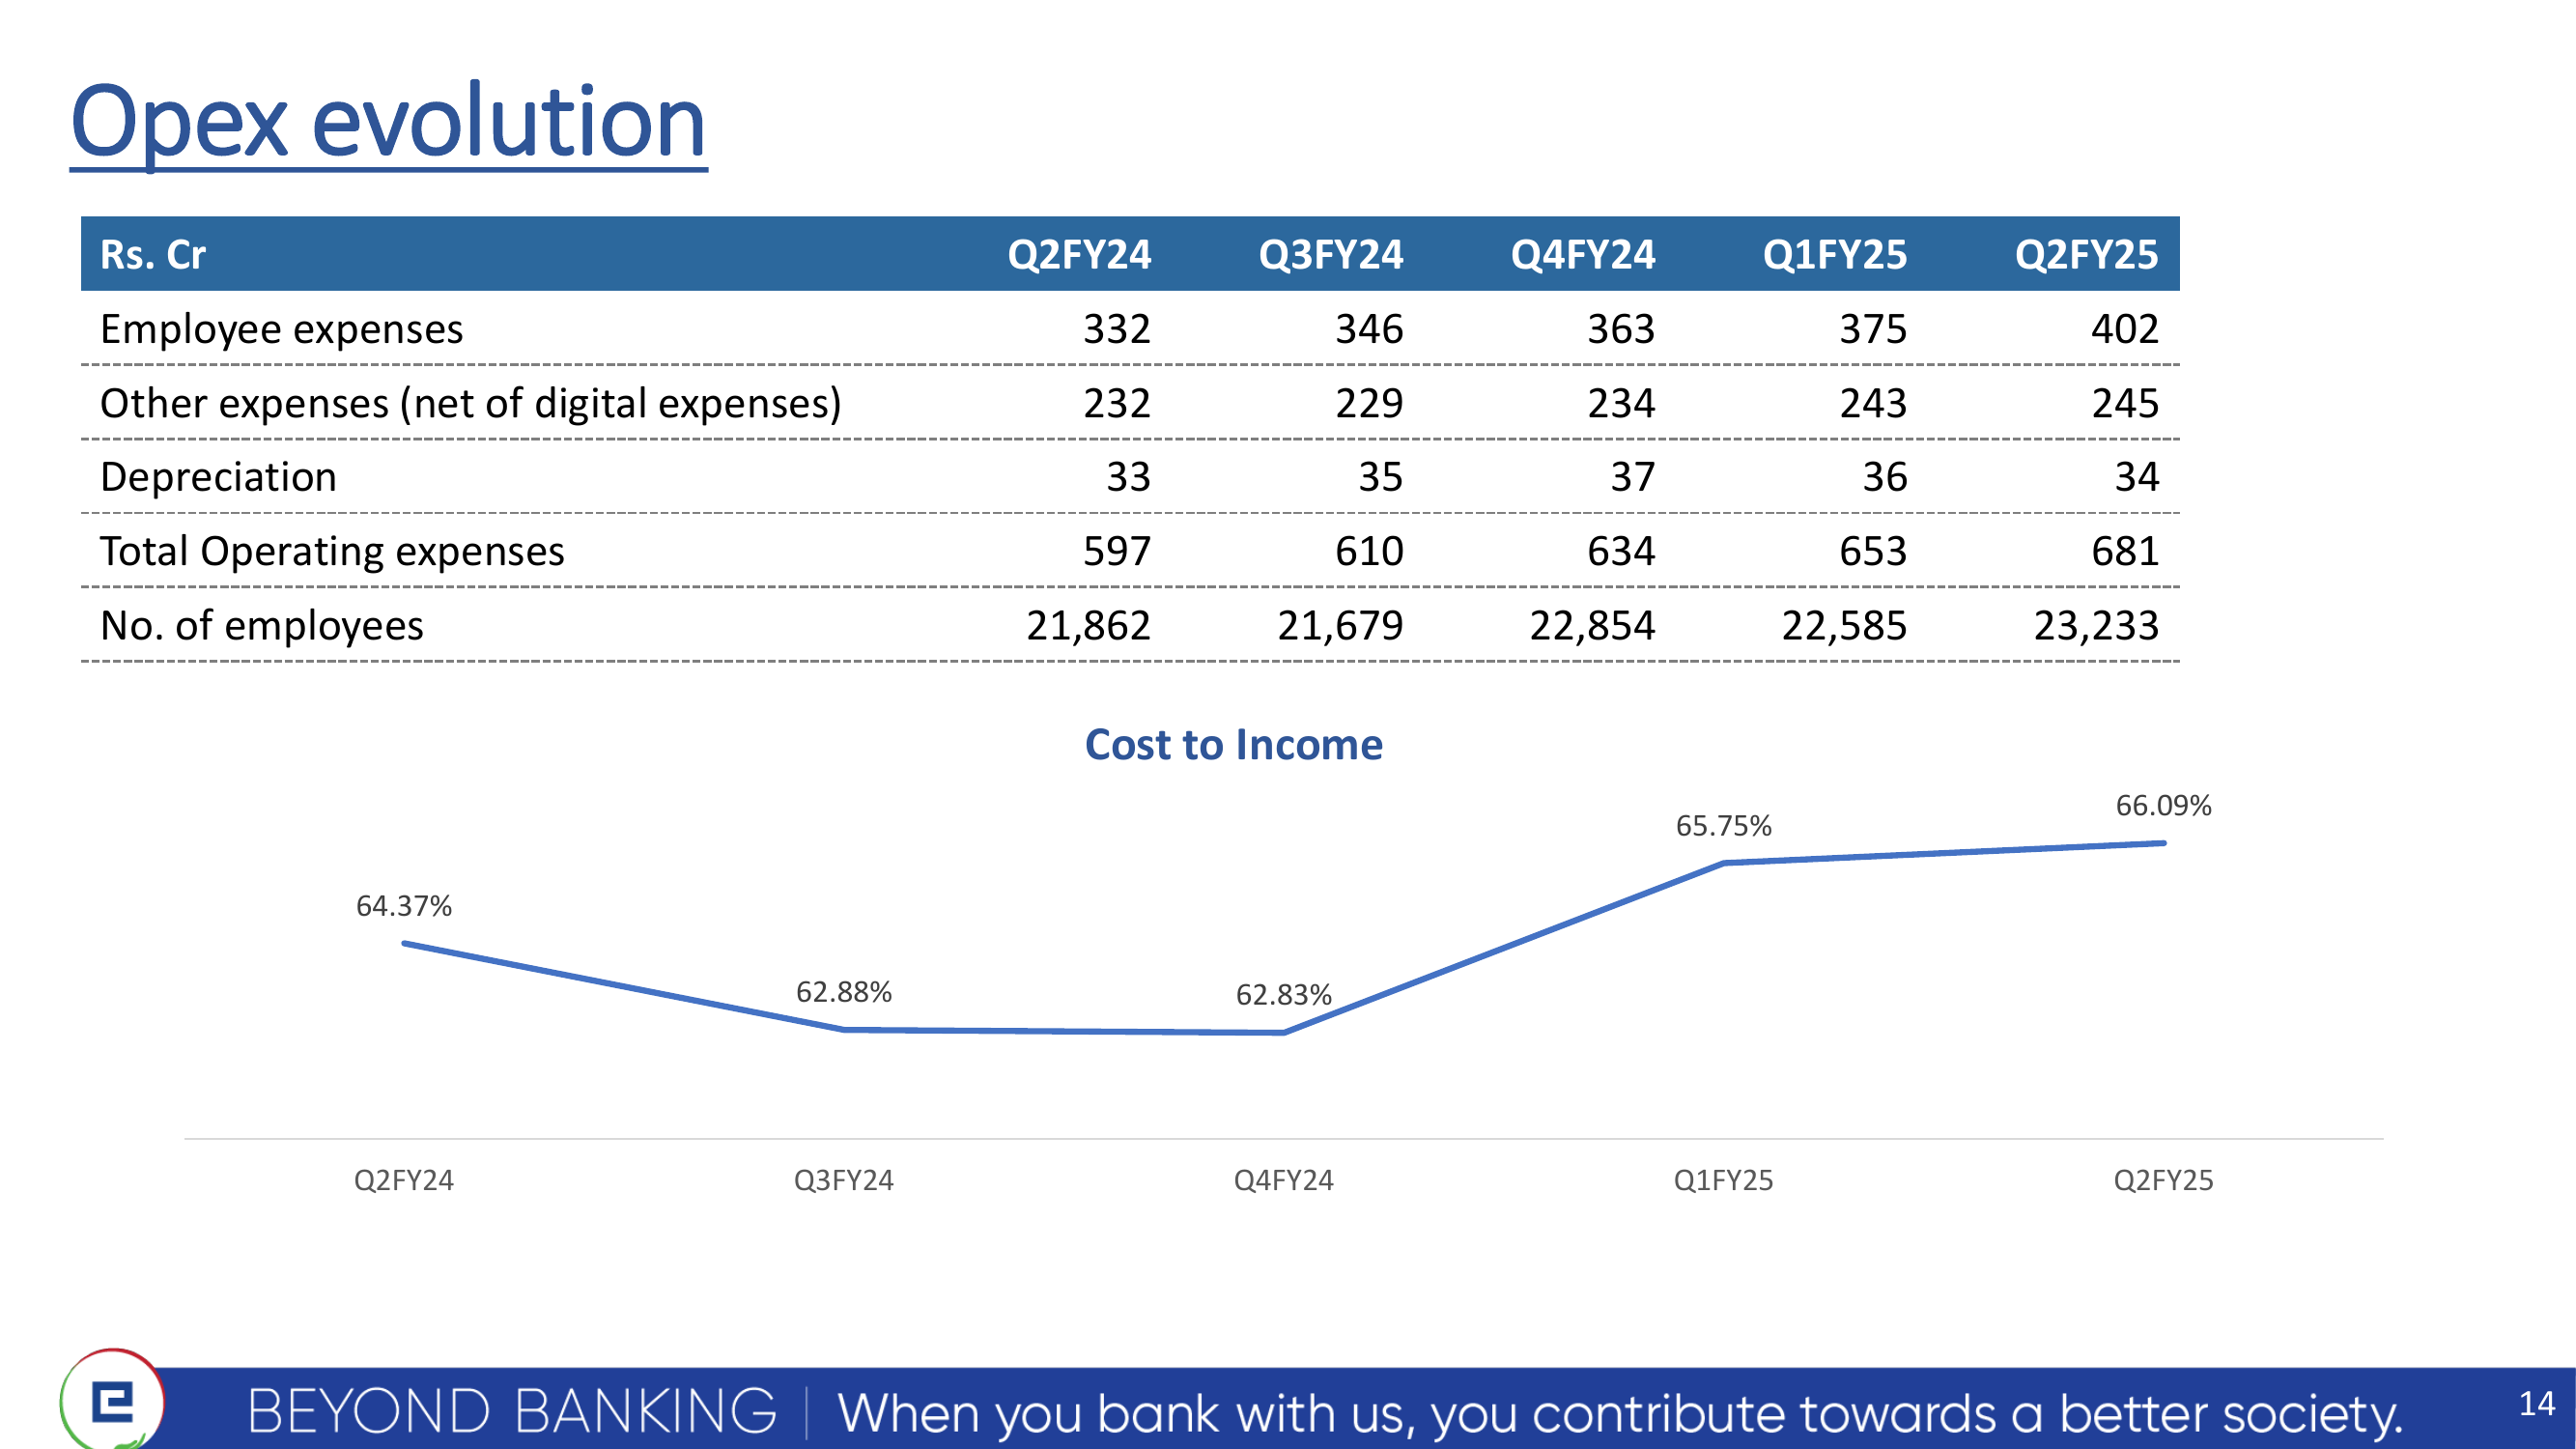 Opex evolution
Rs. Cr Q2FY24 Q3FY24 Q4FY24 Q1FY25 Q2FY25
Employee expenses 332 346 363 375 402
Other expenses (net of digital expenses) 232 229 234 243 245
Depreciation 33 35 37 36 34
Total Operating expenses 597 610 634 653 681
No. of employees 21,862 21,679 22,854 22,585 23,233
Cost to Income
64.37% 62.88% 62.83% 65.75% 66.09%
Q2FY24 Q3FY24 Q4FY24 Q1FY25 Q2FY25
BEYOND BANKING | When you bank with us, you contribute towards a better society. 14